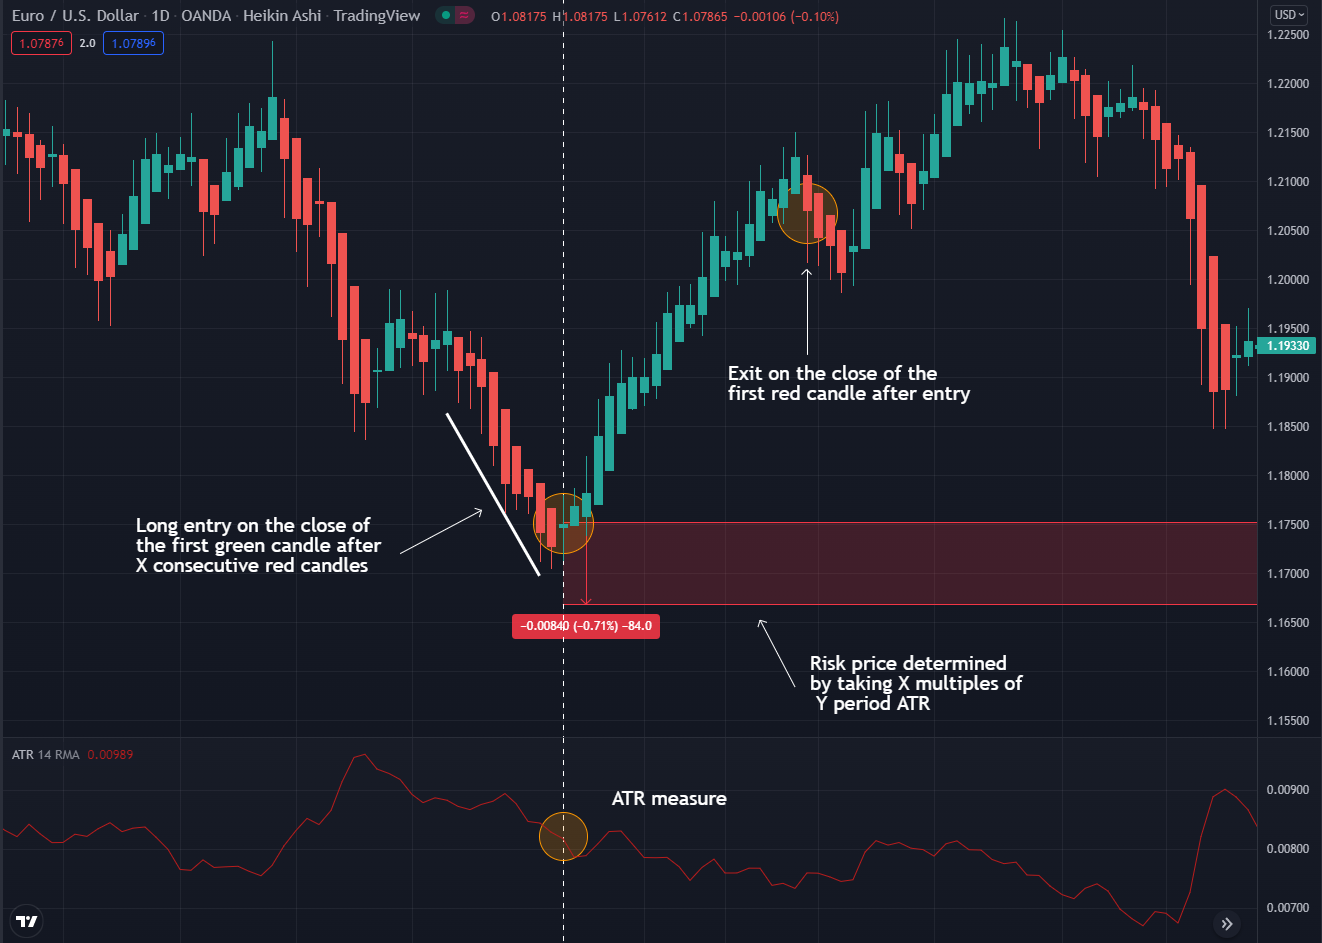 Euro / U.S. Dollar · 1D · OANDA · Heikin Ashi · TradingView O1.08175 H1.08175 L1.07612 C1.07865 −0.00106 (−0.10%)
USD
1.07876 2.0 1.07896
1.22500
1.22000
1.21500
1.21000
1.20500
1.20000
1.19500
1.19330
1.19000
1.18500
1.18000
1.17500
1.17000
1.16500
1.16000
1.15500
Exit on the close of the
first red candle after entry
Long entry on the close of
the first green candle after
X consecutive red candles
−0.00840 (−0.71%) −84.0
Risk price determined
by taking X multiples of
Y period ATR
ATR 14 RMA 0.00989
ATR measure
0.00900
0.00800
0.00700